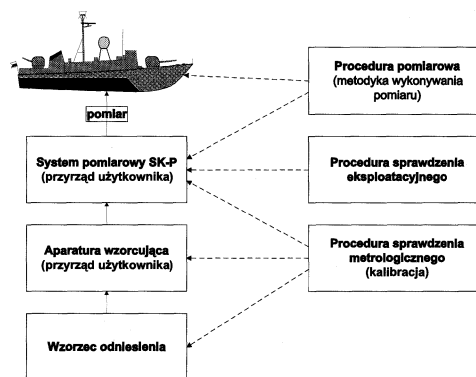 pomiar
System pomiarowy SK-P
(przyrząd użytkownika)
Aparatura wzorcująca
(przyrząd użytkownika)
Wzorzec odniesienia
Procedura pomiarowa
(metodyka wykonywania
pomiaru)
Procedura sprawdzenia
eksploatacyjnego
Procedura sprawdzenia
metrologicznego
(kalibracja)